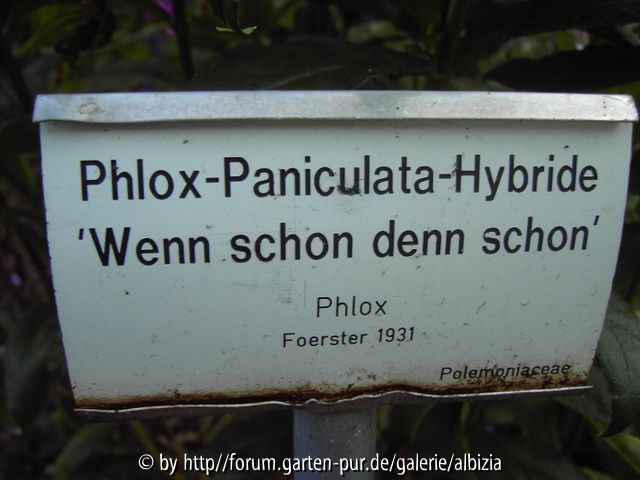 Phlox-Paniculata-Hybride
'Wenn schon denn schon'
Phlox
Foerster 1931
Polemoniaceae
© by http//forum.garten-pur.de/galerie/albizia